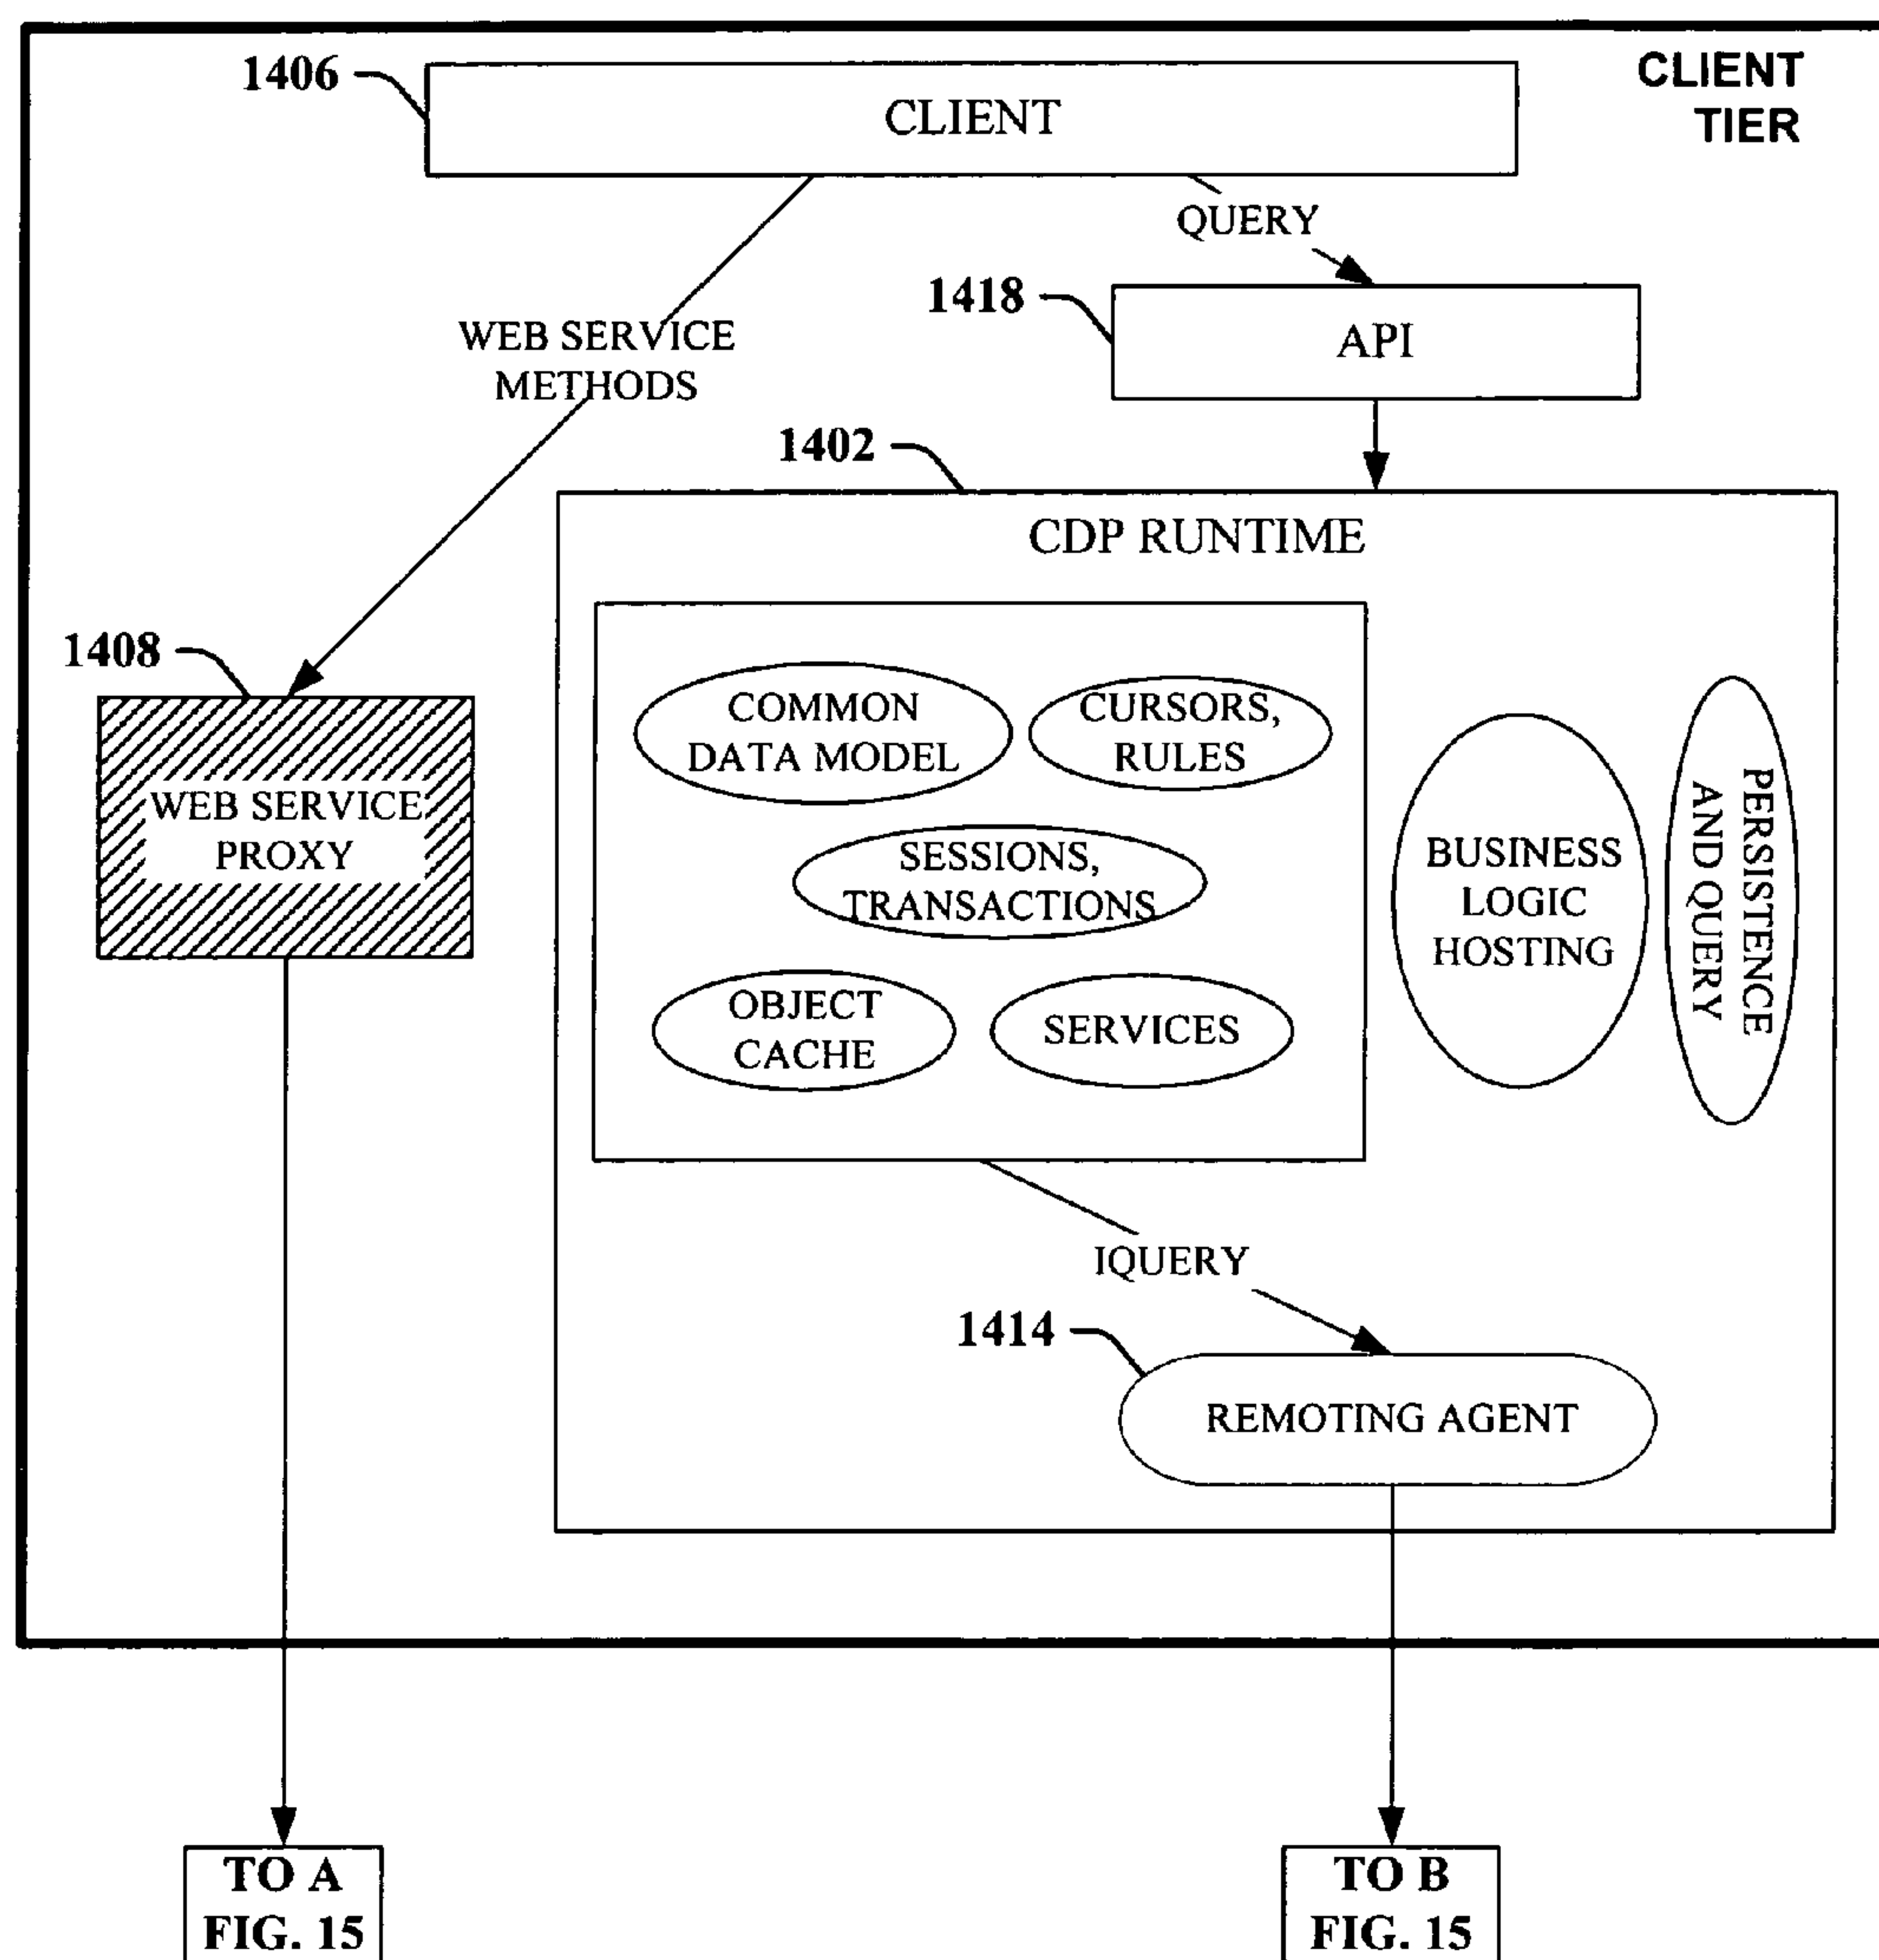 CLIENT
TIER
1406
CLIENT
QUERY
1418
API
WEB SERVICE
METHODS
1402
CDP RUNTIME
1408
WEB SERVICE
PROXY
COMMON
DATA MODEL
CURSORS,
RULES
SESSIONS,
TRANSACTIONS
OBJECT
CACHE
SERVICES
BUSINESS
LOGIC
HOSTING
PERSISTENCE
AND QUERY
IQUERY
1414
REMOTING AGENT
TO A
FIG. 15
TO B
FIG. 15